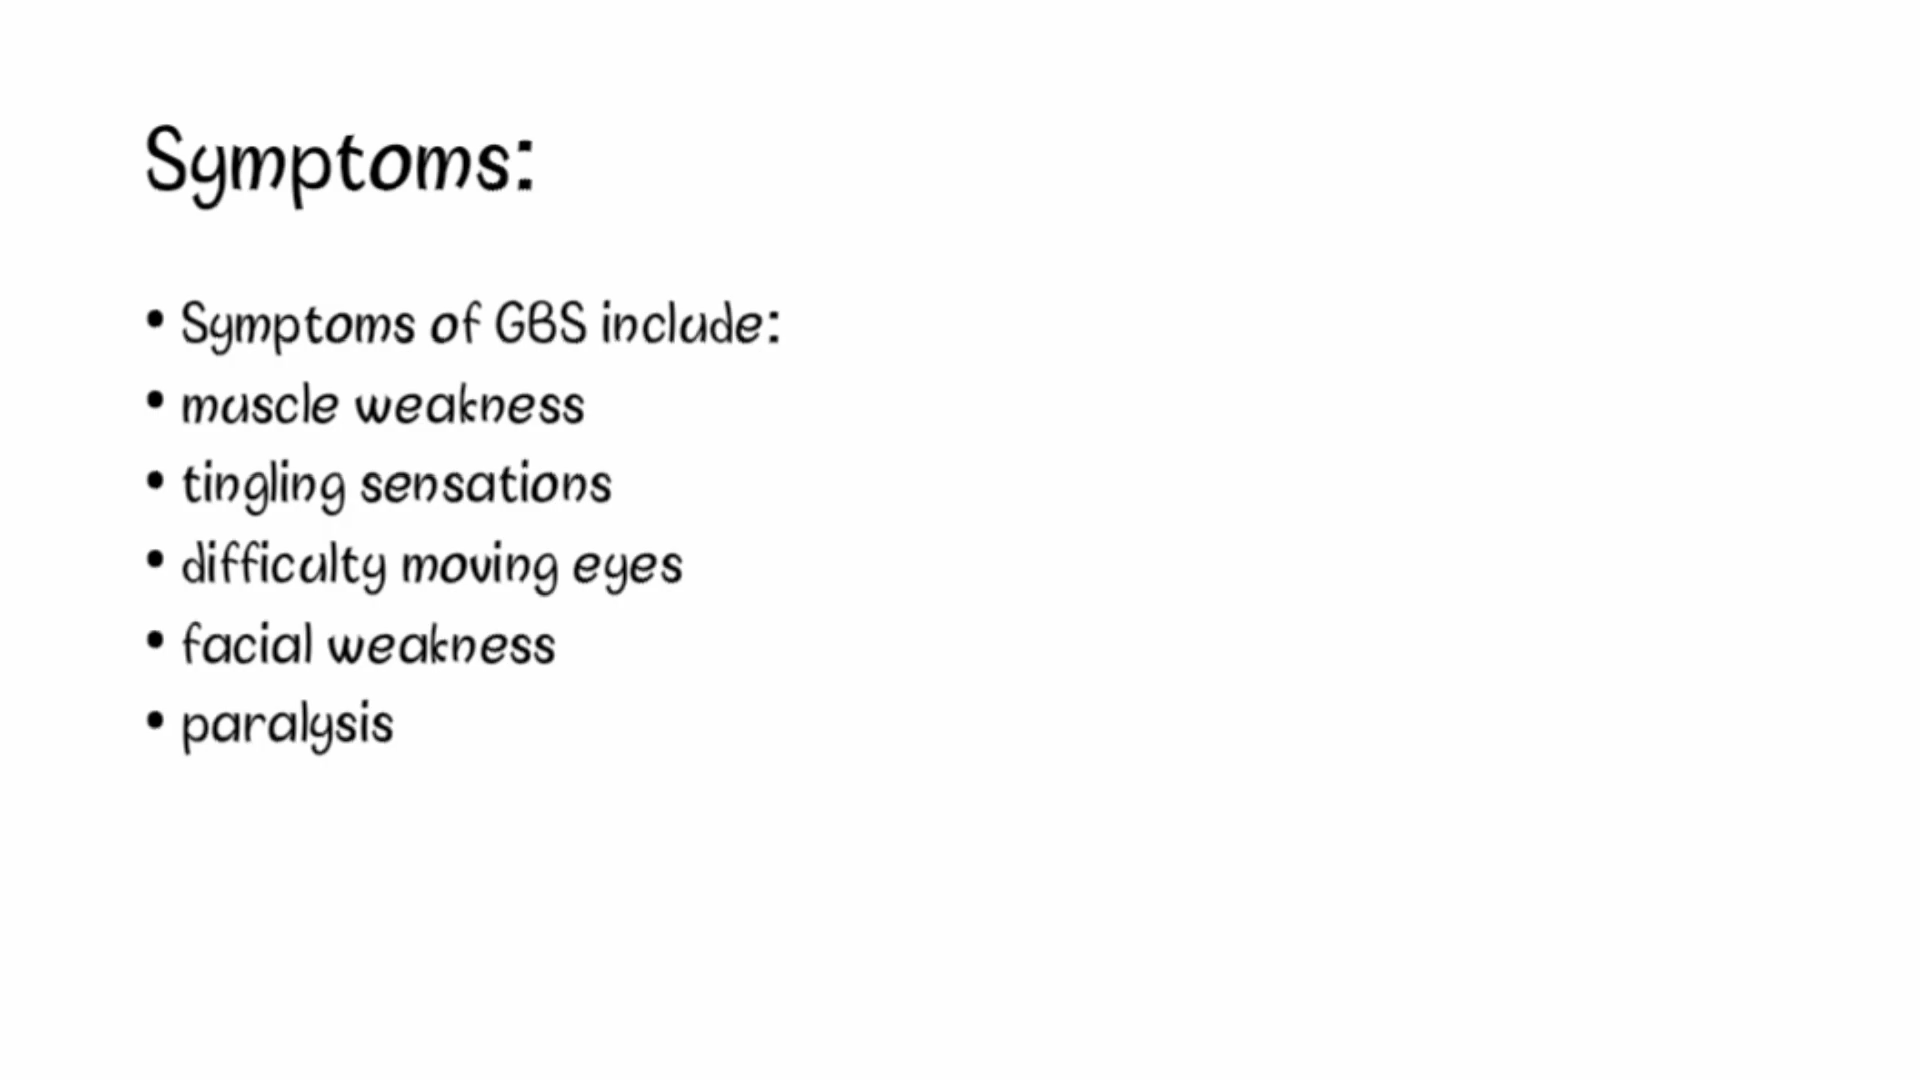 Symptoms:
• Symptoms of GBS include:
• muscle weakness
• tingling sensations
• difficulty moving eyes
• facial weakness
• paralysis